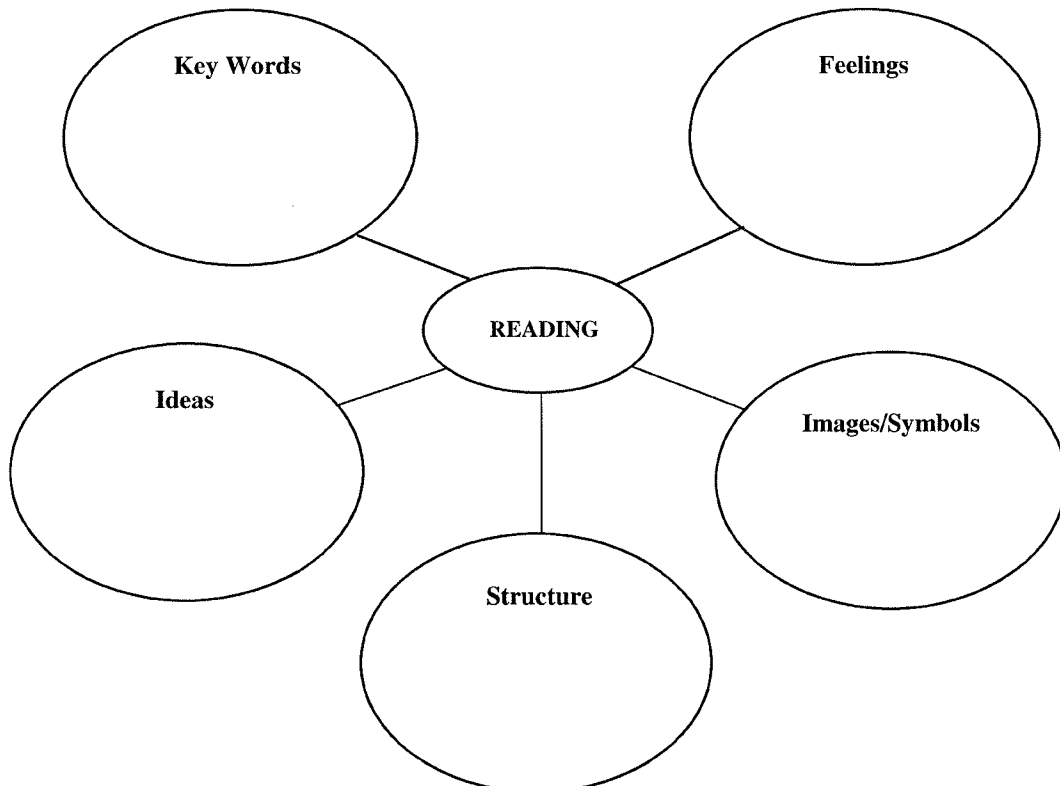 Key Words
Feelings
READING
Ideas
Images/Symbols
Structure